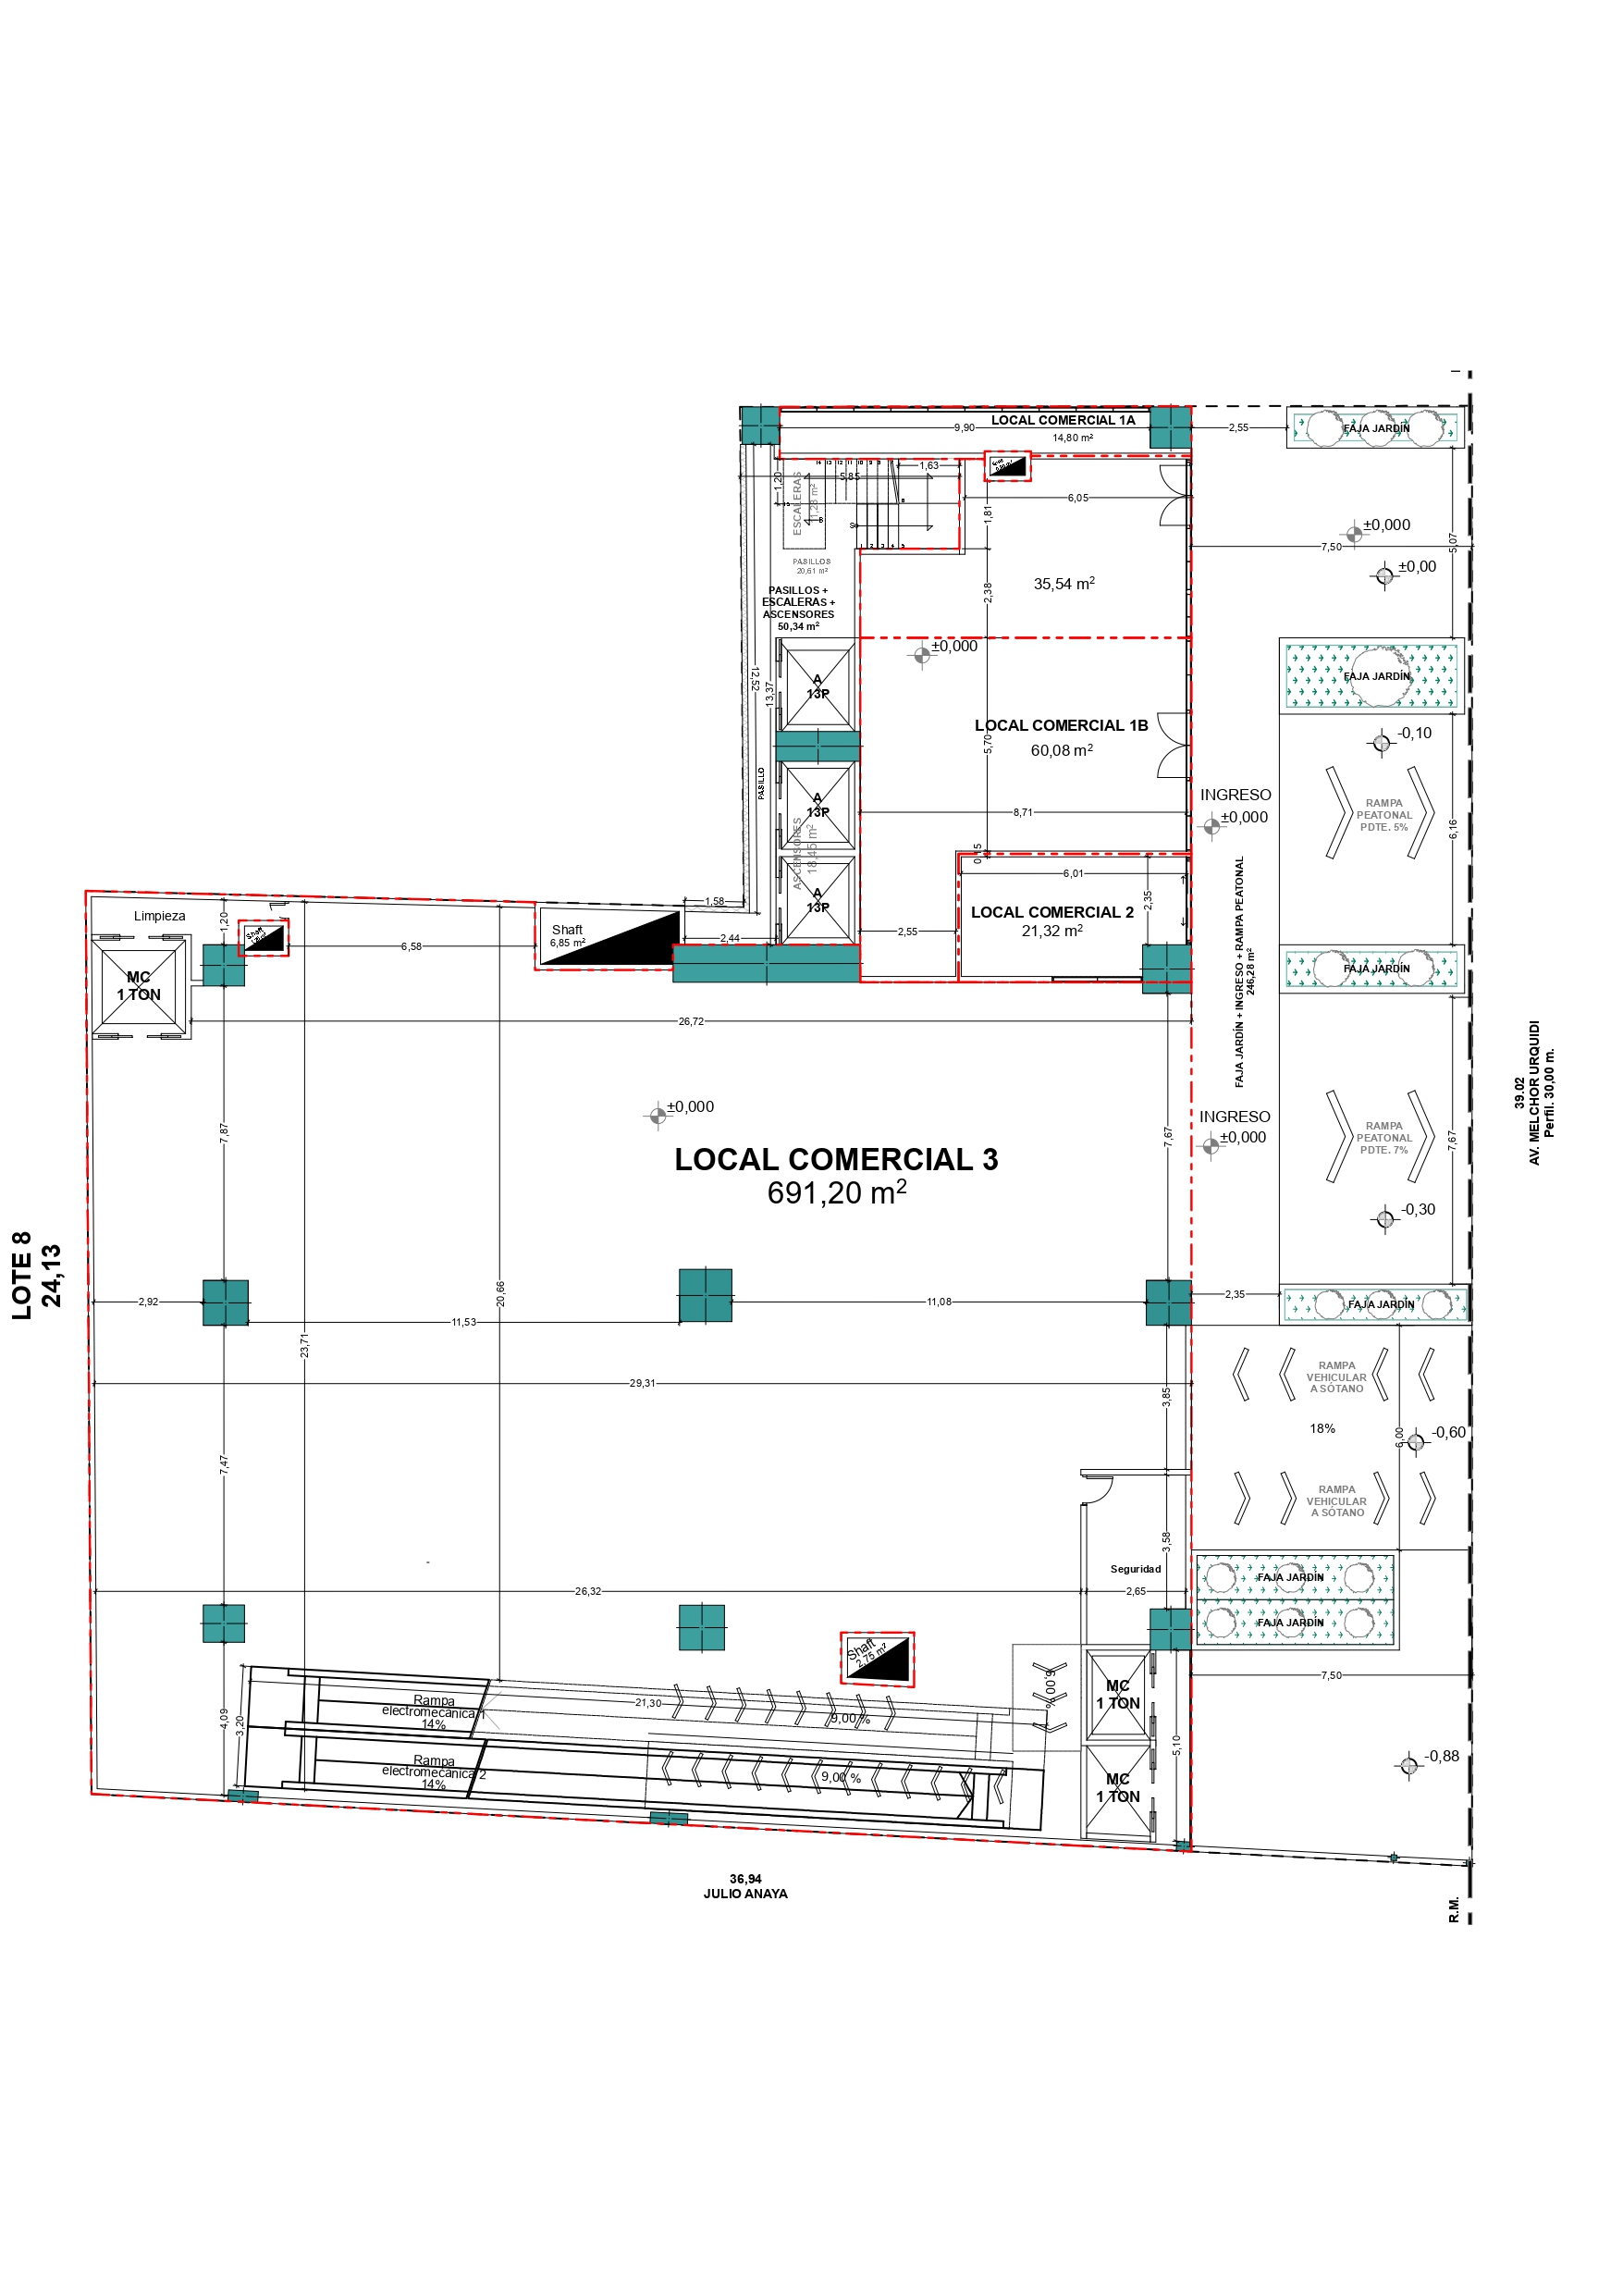 LOCAL COMERCIAL 1A
14,80 m²
9,90
2,55
FAJA JARDÍN
1,63
5,85
1,20
ESCALERAS
6,05
1,81
±0,000
7,50
5,07
±0,00
PASILLOS
20,61 m²
35,54 m²
2,38
PASILLOS +
ESCALERAS +
ASCENSORES
50,34 m²
±0,000
A
13P
12,52
13,37
FAJA JARDÍN
LOCAL COMERCIAL 1B
60,08 m²
5,70
-0,10
PASILLO
A
13P
ASCENSORES
18,45 m²
8,71
INGRESO
±0,000
RAMPA
PEATONAL
PDTE. 5%
6,16
0,15
6,01
A
13P
2,35
1,58
LOCAL COMERCIAL 2
21,32 m²
2,55
2,44
Limpieza
1,20
Shaft
6,58
Shaft
6,85 m²
FAJA JARDÍN + INGRESO + RAMPA PEATONAL
246,28 m²
FAJA JARDÍN
MC
1 TON
26,72
±0,000
7,87
LOCAL COMERCIAL 3
691,20 m²
7,67
INGRESO
±0,000
RAMPA
PEATONAL
PDTE. 7%
7,67
39.02
AV. MELCHOR URQUIDI
Perfil. 30,00 m.
-0,30
LOTE 8
24,13
2,92
20,66
11,08
11,53
2,35
FAJA JARDÍN
23,71
29,31
3,85
RAMPA
VEHICULAR
A SÓTANO
18%
6,00
-0,60
7,47
RAMPA
VEHICULAR
A SÓTANO
3,58
Seguridad
26,32
2,65
FAJA JARDÍN
FAJA JARDÍN
Shaft
2,75 m²
7,50
4,09
3,20
Rampa
electromecánica 1
14%
21,30
9,00 %
9,00 %
MC
1 TON
5,10
Rampa
electromecánica 2
14%
9,00 %
MC
1 TON
-0,88
36,94
JULIO ANAYA
R.M.